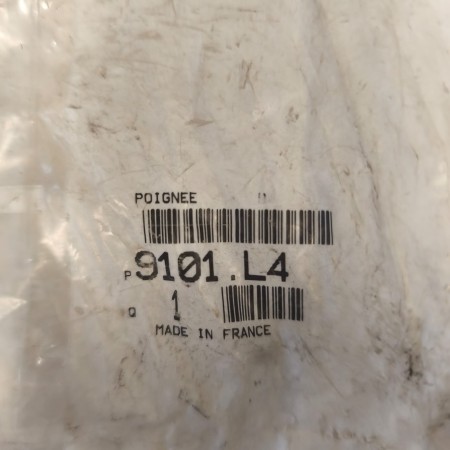 POIGNEE
P 9101.L4
Q 1
MADE IN FRANCE